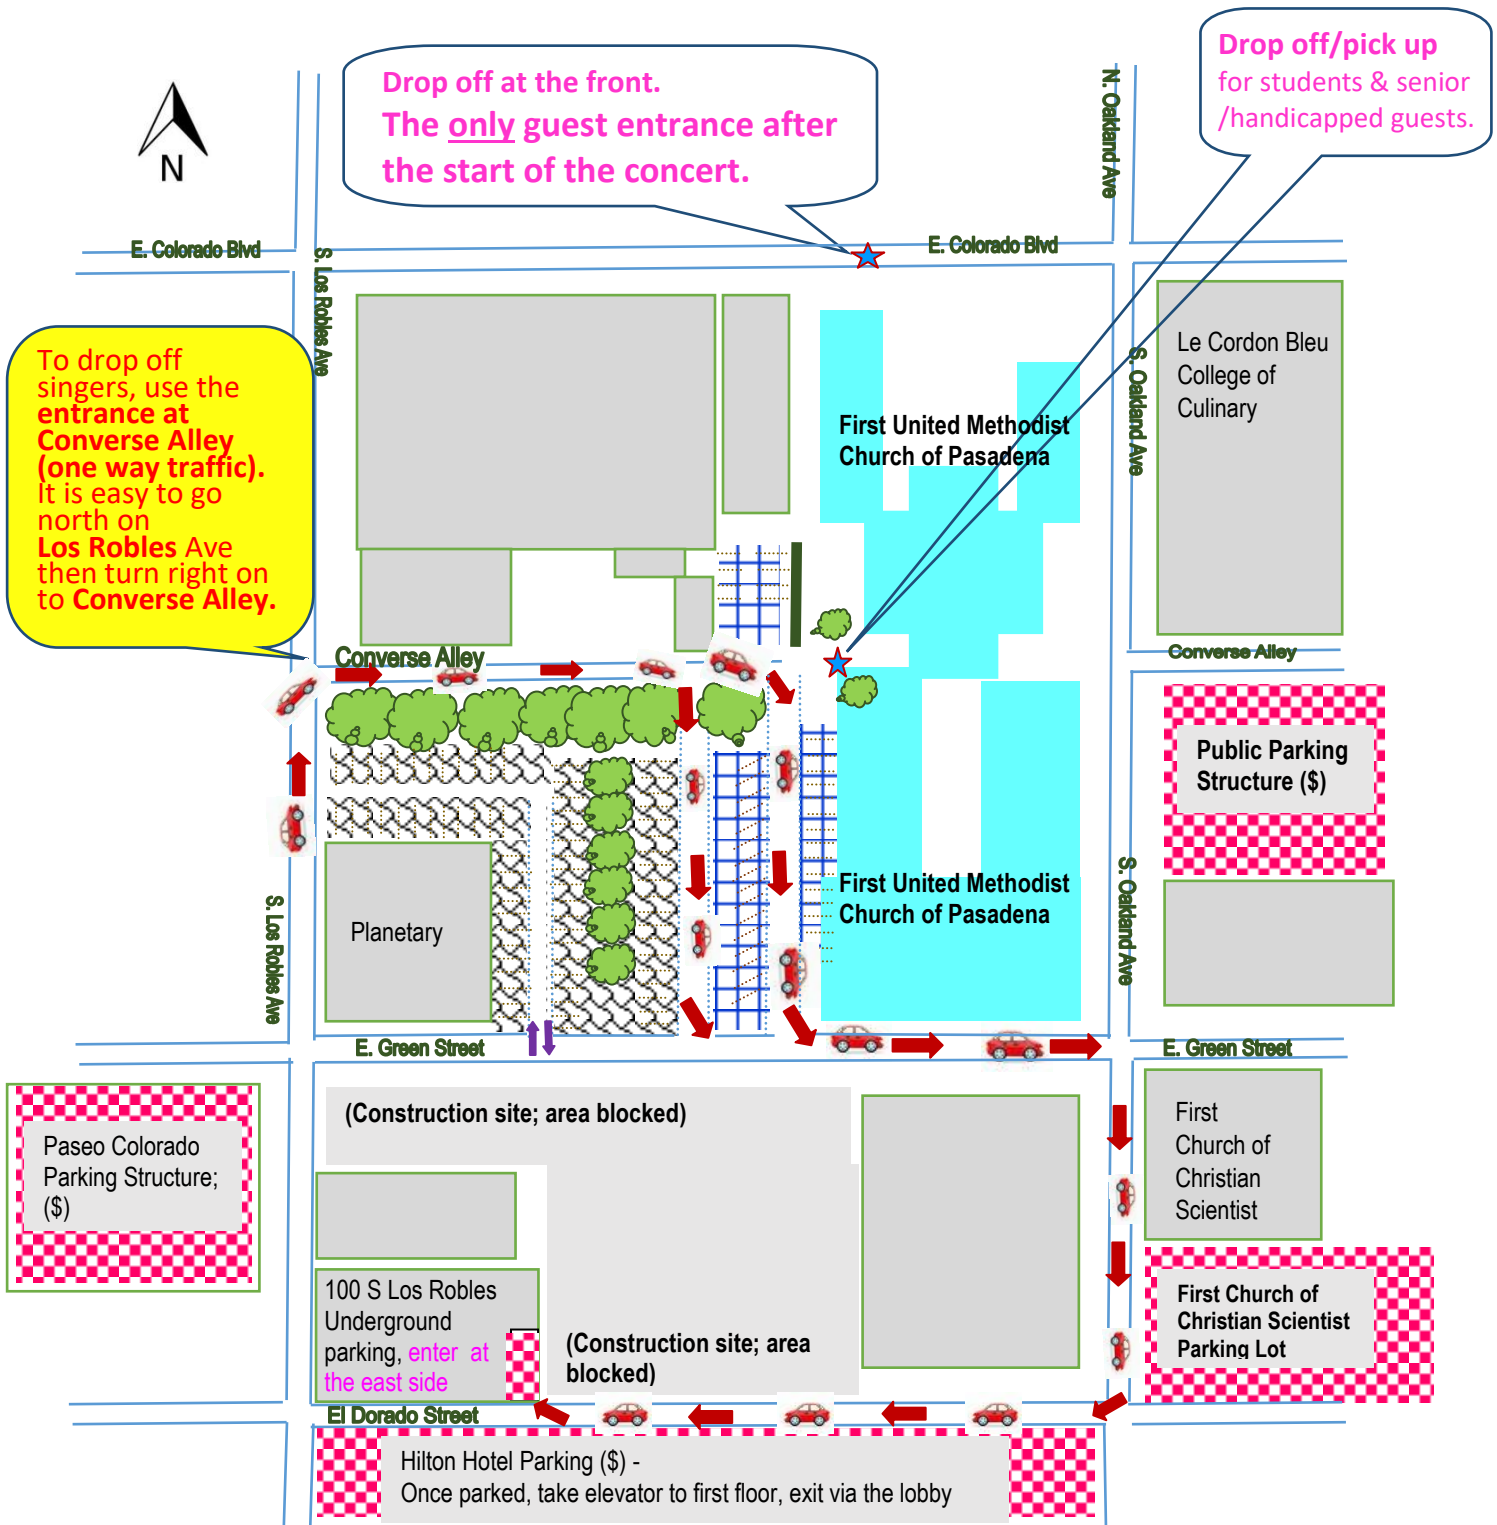 Drop off/pick up
for students & senior
/handicapped guests.
Drop off at the front.
The only guest entrance after
the start of the concert.
N
N. Oakland Ave
E. Colorado Blvd
E. Colorado Blvd
S. Los Robles Ave
To drop off
singers, use the
entrance at
Converse Alley
(one way traffic).
It is easy to go
north on
Los Robles Ave
then turn right on
to Converse Alley.
Le Cordon Bleu
College of
Culinary
S. Oakland Ave
First United Methodist
Church of Pasadena
Converse Alley
Converse Alley
Public Parking
Structure ($)
First United Methodist
Church of Pasadena
S. Oakland Ave
S. Los Robles Ave
Planetary
E. Green Street
E. Green Street
(Construction site; area blocked)
Paseo Colorado
Parking Structure;
($)
First
Church of
Christian
Scientist
100 S Los Robles
Underground
parking, enter at
the east side
(Construction site; area
blocked)
First Church of
Christian Scientist
Parking Lot
El Dorado Street
Hilton Hotel Parking ($) -
Once parked, take elevator to first floor, exit via the lobby